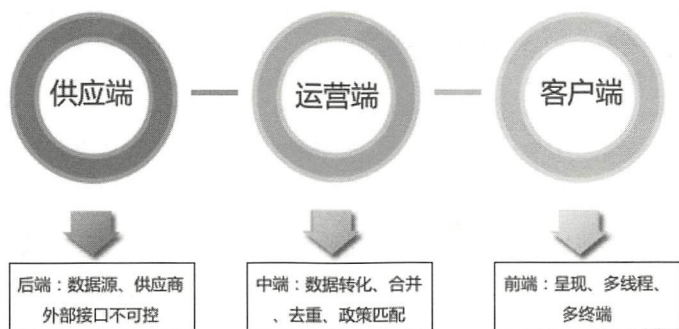 供应端
运营端
客户端
后端：数据源、供应商
外部接口不可控
中端：数据转化、合并
、去重、政策匹配
前端：呈现、多线程、
多终端